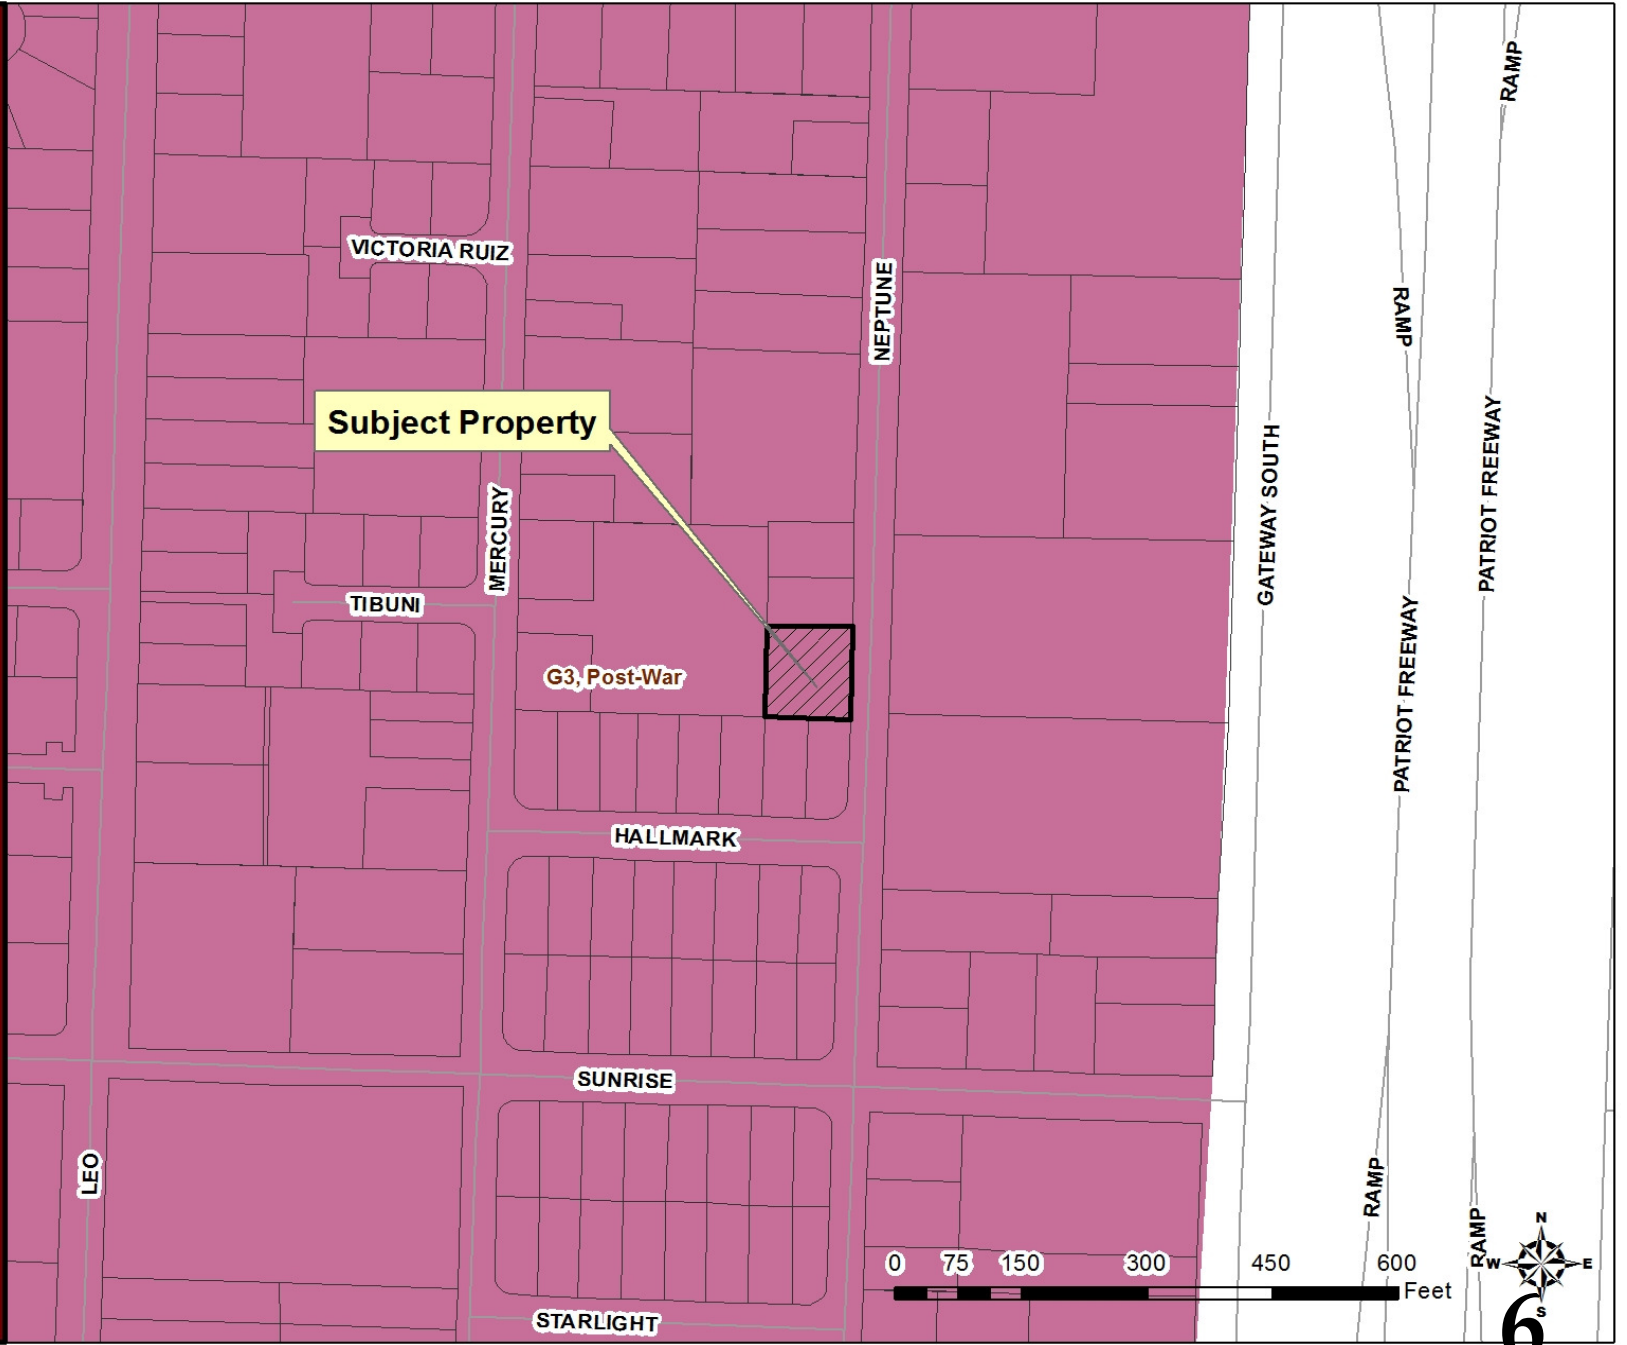 RAMP
VICTORIA RUIZ
NEPTUNE
RAMP
Subject Property
GATEWAY SOUTH
PATRIOT FREEWAY
MERCURY
TIBUNI
PATRIOT FREEWAY
G3, Post-War
HALLMARK
SUNRISE
LEO
RAMP
RAMP
N
W E
S
0 75 150 300 450 600
Feet
STARLIGHT
6